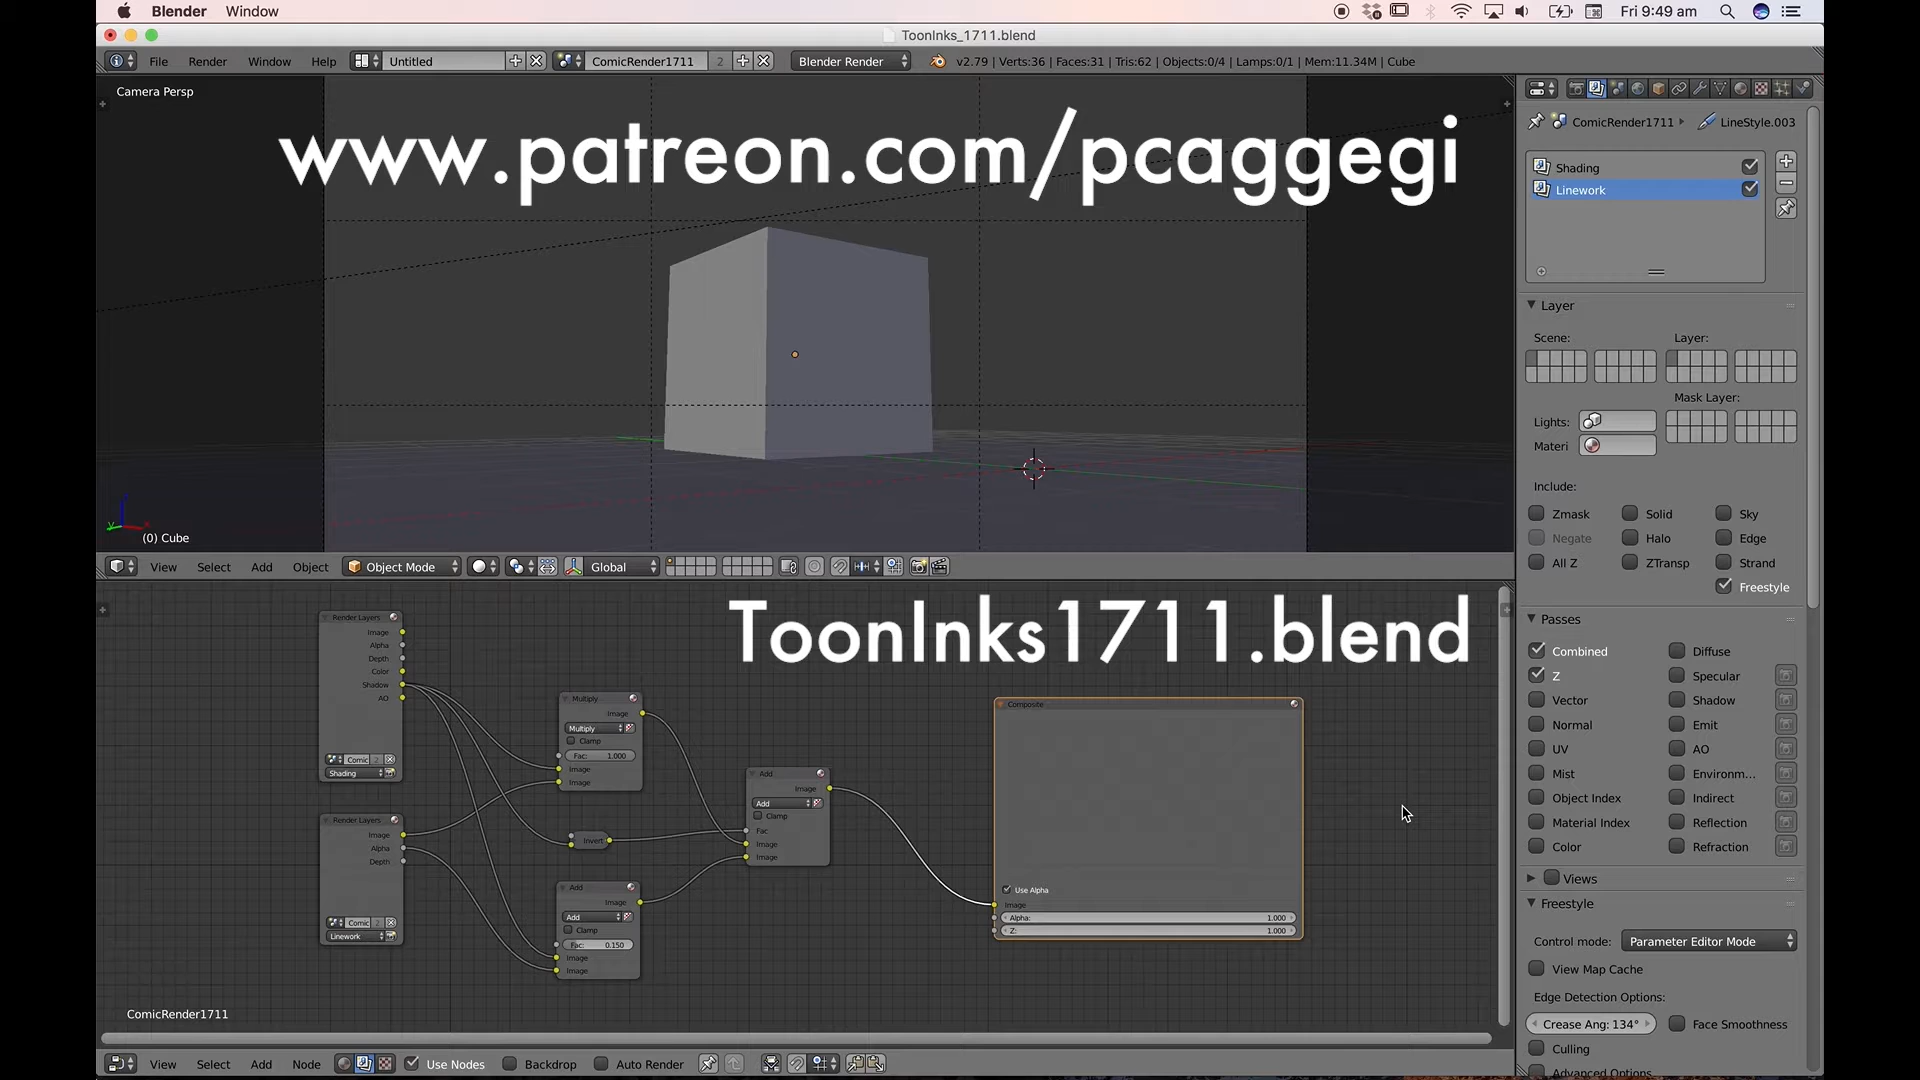 Blender Window
Fri 9:49 am
ToonInks_1711.blend
File Render Window Help Untitled ComicRender1711 2 Blender Render v2.79 | Verts:36 | Faces:31 | Tris:62 | Objects:0/4 | Lamps:0/1 | Mem:11.34M | Cube
Camera Persp
www.patreon.com/pcaggegi
(0) Cube
View Select Add Object Object Mode Global
ToonInks1711.blend
Render Layers
Image
Alpha
Depth
Color
Shadow
AO
Comic 2
Shading
Render Layers
Image
Alpha
Depth
Comic 2
Linework
Multiply
Image
Multiply
Clamp
Fac: 1.000
Image
Image
Invert
Add
Image
Add
Clamp
Fac: 0.150
Image
Image
Add
Image
Add
Clamp
Fac
Image
Image
Composite
Use Alpha
Image
Alpha: 1.000
Z: 1.000
ComicRender1711
View Select Add Node Use Nodes Backdrop Auto Render
ComicRender1711 LineStyle.003
Shading
Linework
Layer
Scene: Layer:
Mask Layer:
Lights:
Materi
Include:
Zmask Solid Sky
Negate Halo Edge
All Z ZTransp Strand
Freestyle
Passes
Combined Diffuse
Z Specular
Vector Shadow
Normal Emit
UV AO
Mist Environm...
Object Index Indirect
Material Index Reflection
Color Refraction
Views
Freestyle
Control mode: Parameter Editor Mode
View Map Cache
Edge Detection Options:
Crease Ang: 134° Face Smoothness
Culling
Advanced Options